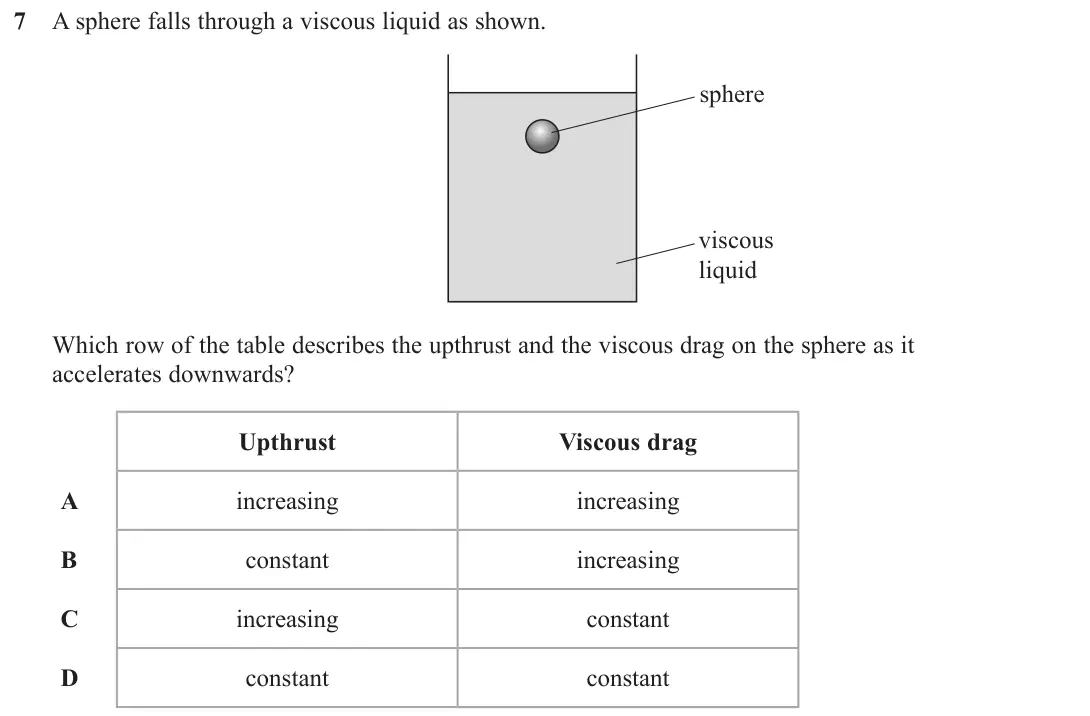 7 A sphere falls through a viscous liquid as shown.
sphere
viscous
liquid
Which row of the table describes the upthrust and the viscous drag on the sphere as it
accelerates downwards?
Upthrust Viscous drag
A increasing increasing
B constant increasing
C increasing constant
D constant constant